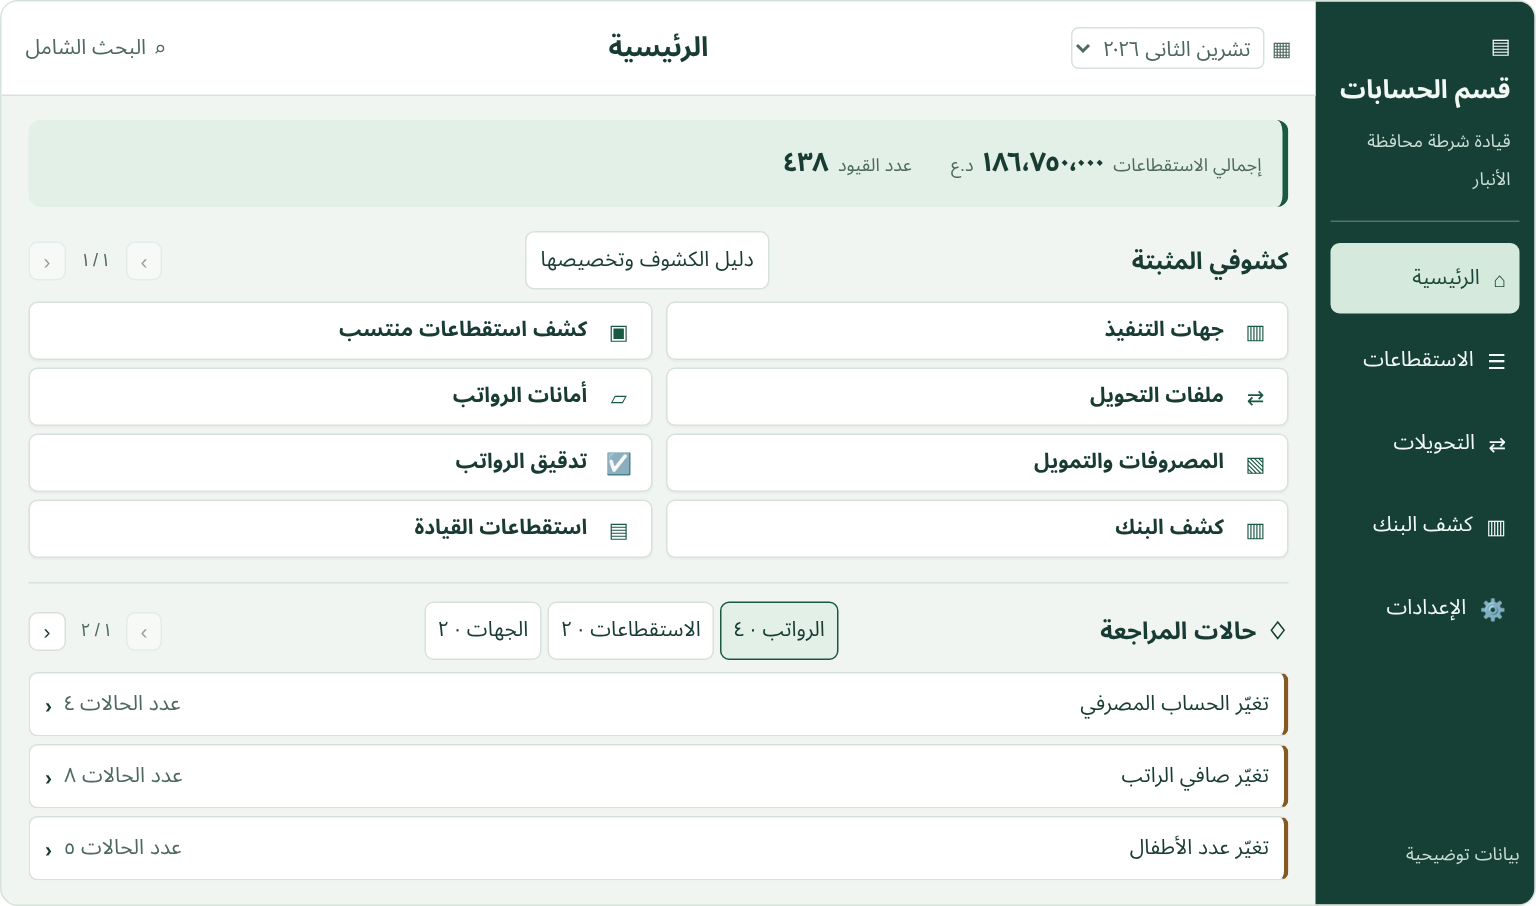 قسم الحسابات
قيادة شرطة محافظة
الأنبار
الرئيسية
الاستقطاعات
التحويلات
كشف البنك
الإعدادات
بيانات توضيحية
تشرين الثاني ٢٠٢٦
الرئيسية
البحث الشامل
إجمالي الاستقطاعات ١٨٦،٧٥٠،٠٠٠ د.ع عدد القيود ٤٣٨
كشوفي المثبتة
دليل الكشوف وتخصيصها
١ / ١
جهات التنفيذ
كشف استقطاعات منتسب
ملفات التحويل
أمانات الرواتب
المصروفات والتمويل
تدقيق الرواتب
كشف البنك
استقطاعات القيادة
حالات المراجعة
الرواتب · ٤
الاستقطاعات · ٢
الجهات · ٢
١ / ٢
تغيّر الحساب المصرفي
عدد الحالات ٤
تغيّر صافي الراتب
عدد الحالات ٨
تغيّر عدد الأطفال
عدد الحالات ٥